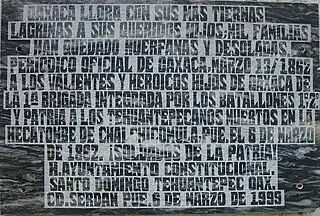 OAXACA LLORA CON SUS MAS TIERNAS
LAGRIMAS A SUS QUERIDOS HIJOS, MIL FAMILIAS
HAN QUEDADO HUERFANAS Y DESOLADAS
PERIODICO OFICIAL DE OAXACA, MARZO 13/1862
A LOS VALIENTES Y HEROICOS HIJOS DE OAXACA DE
LA 1ª BRIGADA INTEGRADA POR LOS BATALLONES 1º2º
Y PATRIA A LOS TEHUANTEPECANOS MUERTOS EN LA
HECATOMBE DE CHALCHICOMULA, PUE. EL 6 DE MARZO
DE 1862. ¡SOLDADOS DE LA PATRIA!
H. AYUNTAMIENTO CONSTITUCIONAL.
SANTO DOMINGO TEHUANTEPEC OAX.
CD. SERDAN PUE. 6 DE MARZO DE 1999